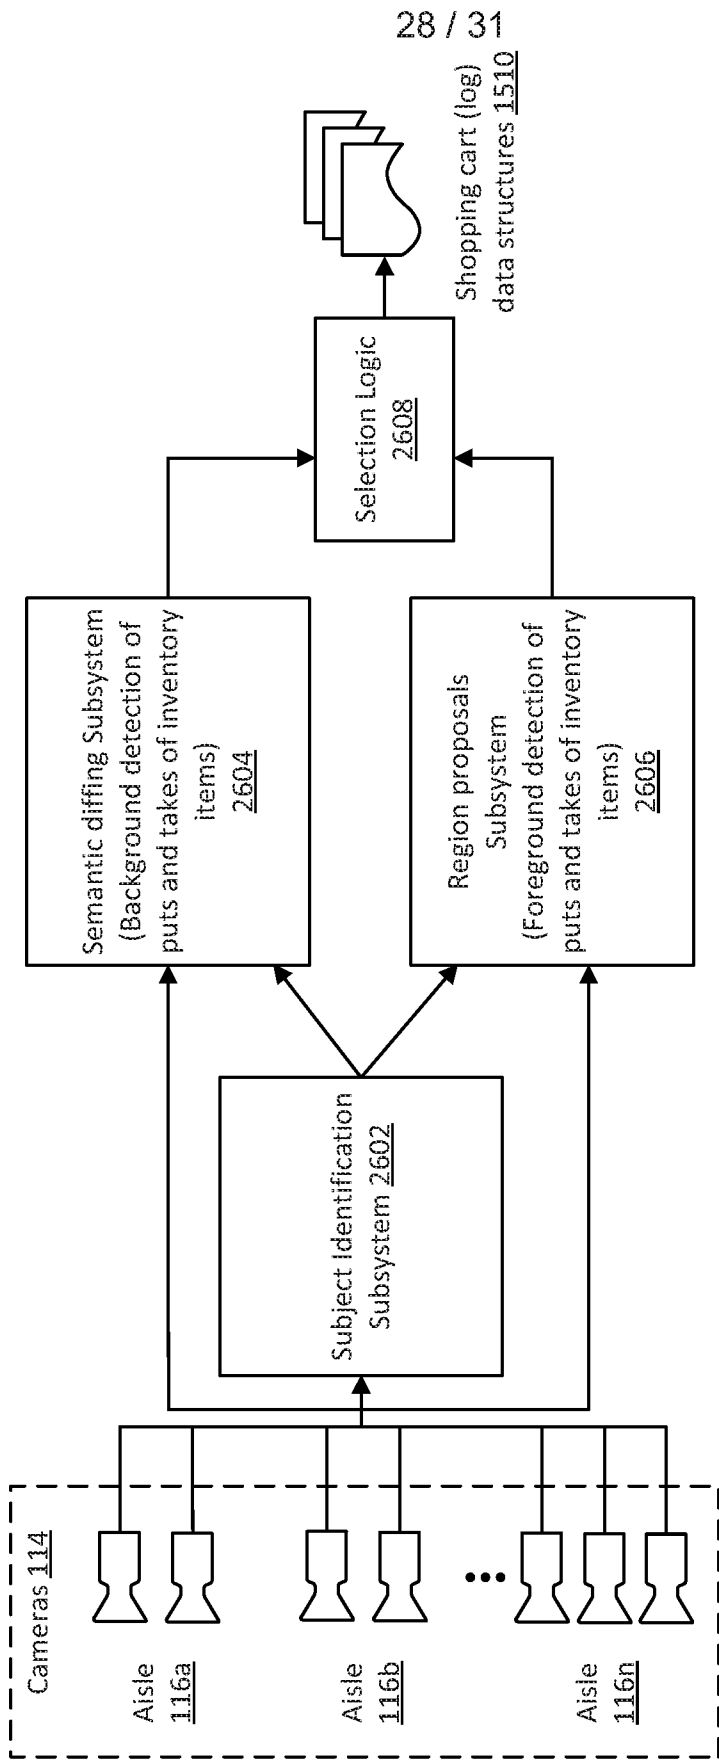 28 / 31
Cameras 114
Aisle
116a
Aisle
116b
Aisle
116n
Subject Identification
Subsystem 2602
Semantic diffing Subsystem
(Background detection of
puts and takes of inventory
items)
2604
Region proposals
Subsystem
(Foreground detection of
puts and takes of inventory
items)
2606
Selection Logic
2608
Shopping cart (log)
data structures 1510